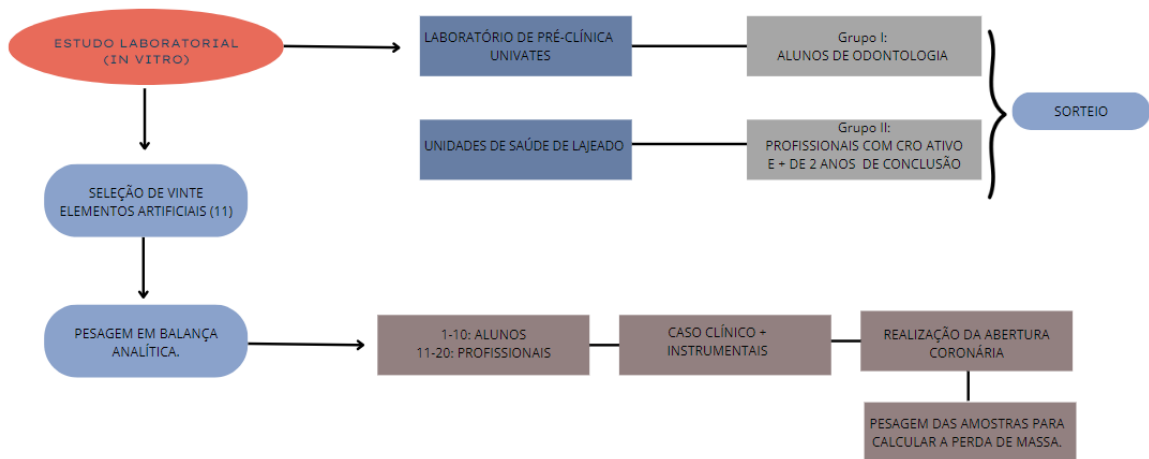 ESTUDO LABORATORIAL
(IN VITRO)
LABORATÓRIO DE PRÉ-CLÍNICA
UNIVATES
Grupo I:
ALUNOS DE ODONTOLOGIA
SORTEIO
UNIDADES DE SAÚDE DE LAJEADO
Grupo II:
PROFISSIONAIS COM CRO ATIVO
E + DE 2 ANOS DE CONCLUSÃO
SELEÇÃO DE VINTE
ELEMENTOS ARTIFICIAIS (11)
PESAGEM EM BALANÇA
ANALÍTICA.
1-10: ALUNOS
11-20: PROFISSIONAIS
CASO CLÍNICO +
INSTRUMENTAIS
REALIZAÇÃO DA ABERTURA
CORONÁRIA
PESAGEM DAS AMOSTRAS PARA
CALCULAR A PERDA DE MASSA.